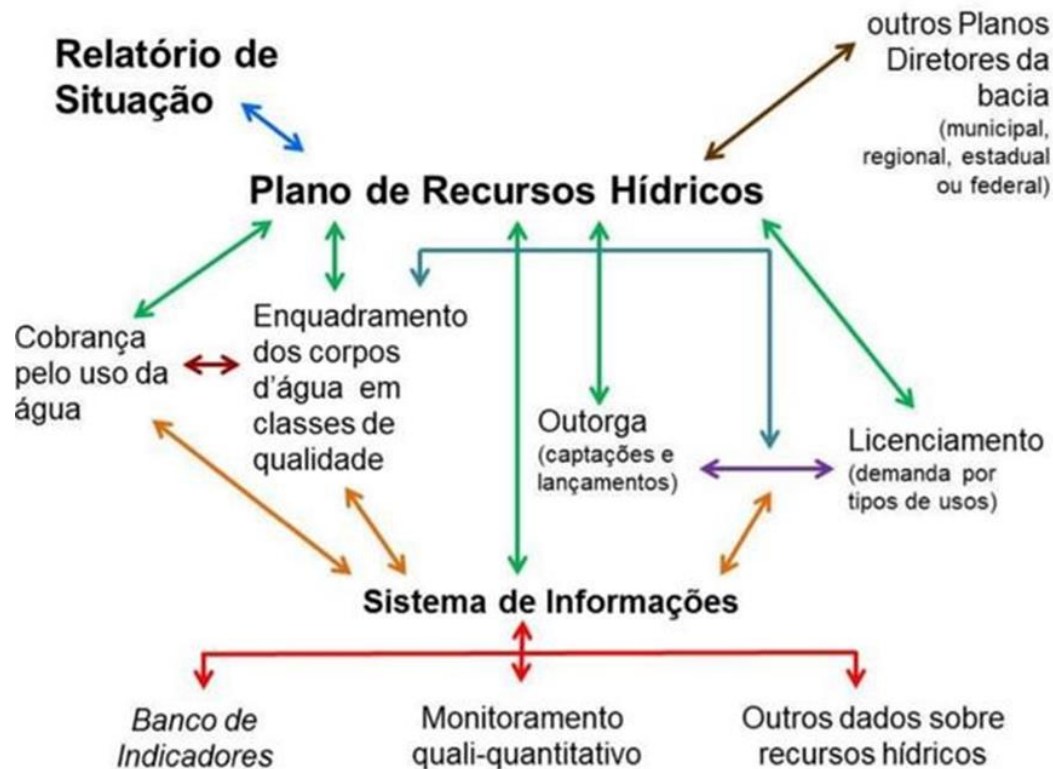 Relatório de
Situação
outros Planos
Diretores da
bacia
(municipal,
regional, estadual
ou federal)
Plano de Recursos Hídricos
Cobrança
pelo uso da
água
Enquadramento
dos corpos
d'água em
classes de
qualidade
Outorga
(captações e
lançamentos)
Licenciamento
(demanda por
tipos de usos)
Sistema de Informações
Banco de
Indicadores
Monitoramento
quali-quantitativo
Outros dados sobre
recursos hídricos